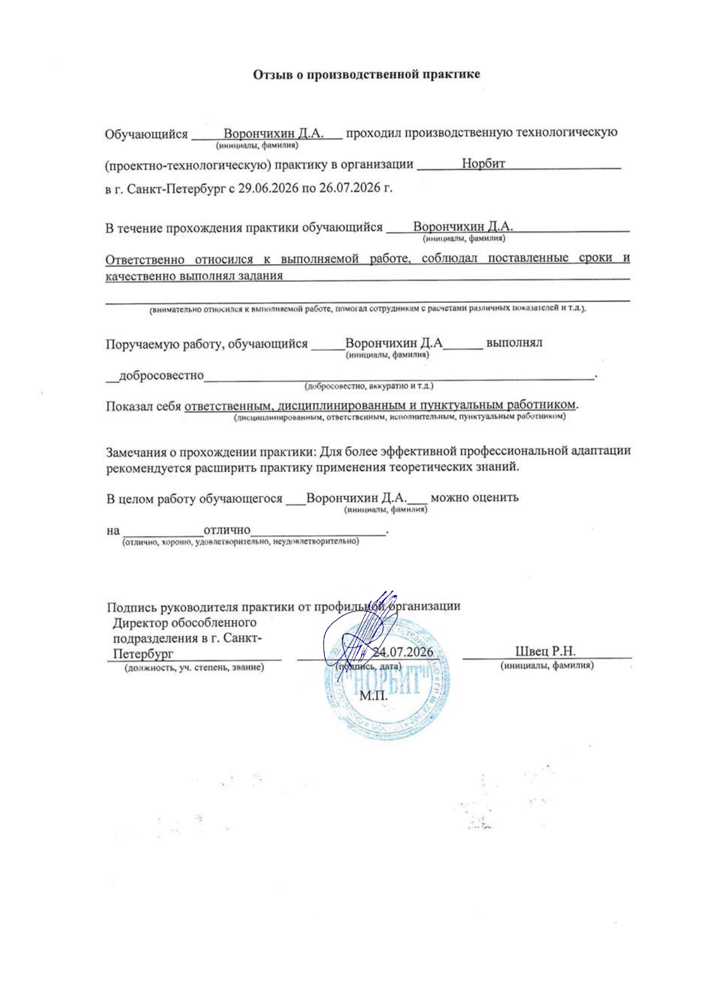 Отзыв о производственной практике
Обучающийся _____Ворончихин Д.А.___ проходил производственную технологическую
(инициалы, фамилия)
(проектно-технологическую) практику в организации ______Норбит________________
в г. Санкт-Петербург с 29.06.2026 по 26.07.2026 г.
В течение прохождения практики обучающийся ____Ворончихин Д.А.________________
(инициалы, фамилия)
Ответственно относился к выполняемой работе, соблюдал поставленные сроки и
качественно выполнял задания
(внимательно относился к выполняемой работе, помогал сотрудникам с расчетами различных показателей и т.д.).
Поручаемую работу, обучающийся _____Ворончихин Д.А______ выполнял
(инициалы, фамилия)
__добросовестно__________________________________________________________.
(добросовестно, аккуратно и т.д.)
Показал себя ответственным, дисциплинированным и пунктуальным работником.
(дисциплинированным, ответственным, исполнительным, пунктуальным работником)
Замечания о прохождении практики: Для более эффективной профессиональной адаптации
рекомендуется расширить практику применения теоретических знаний.
В целом работу обучающегося ___Ворончихин Д.А.___ можно оценить
(инициалы, фамилия)
на ____________отлично____________________.
(отлично, хорошо, удовлетворительно, неудовлетворительно)
Подпись руководителя практики от профильной организации
Директор обособленного
подразделения в г. Санкт-
Петербург 24.07.2026 Швец Р.Н.
(должность, уч. степень, звание) (подпись, дата) (инициалы, фамилия)
"НОРБИТ"
М.П.